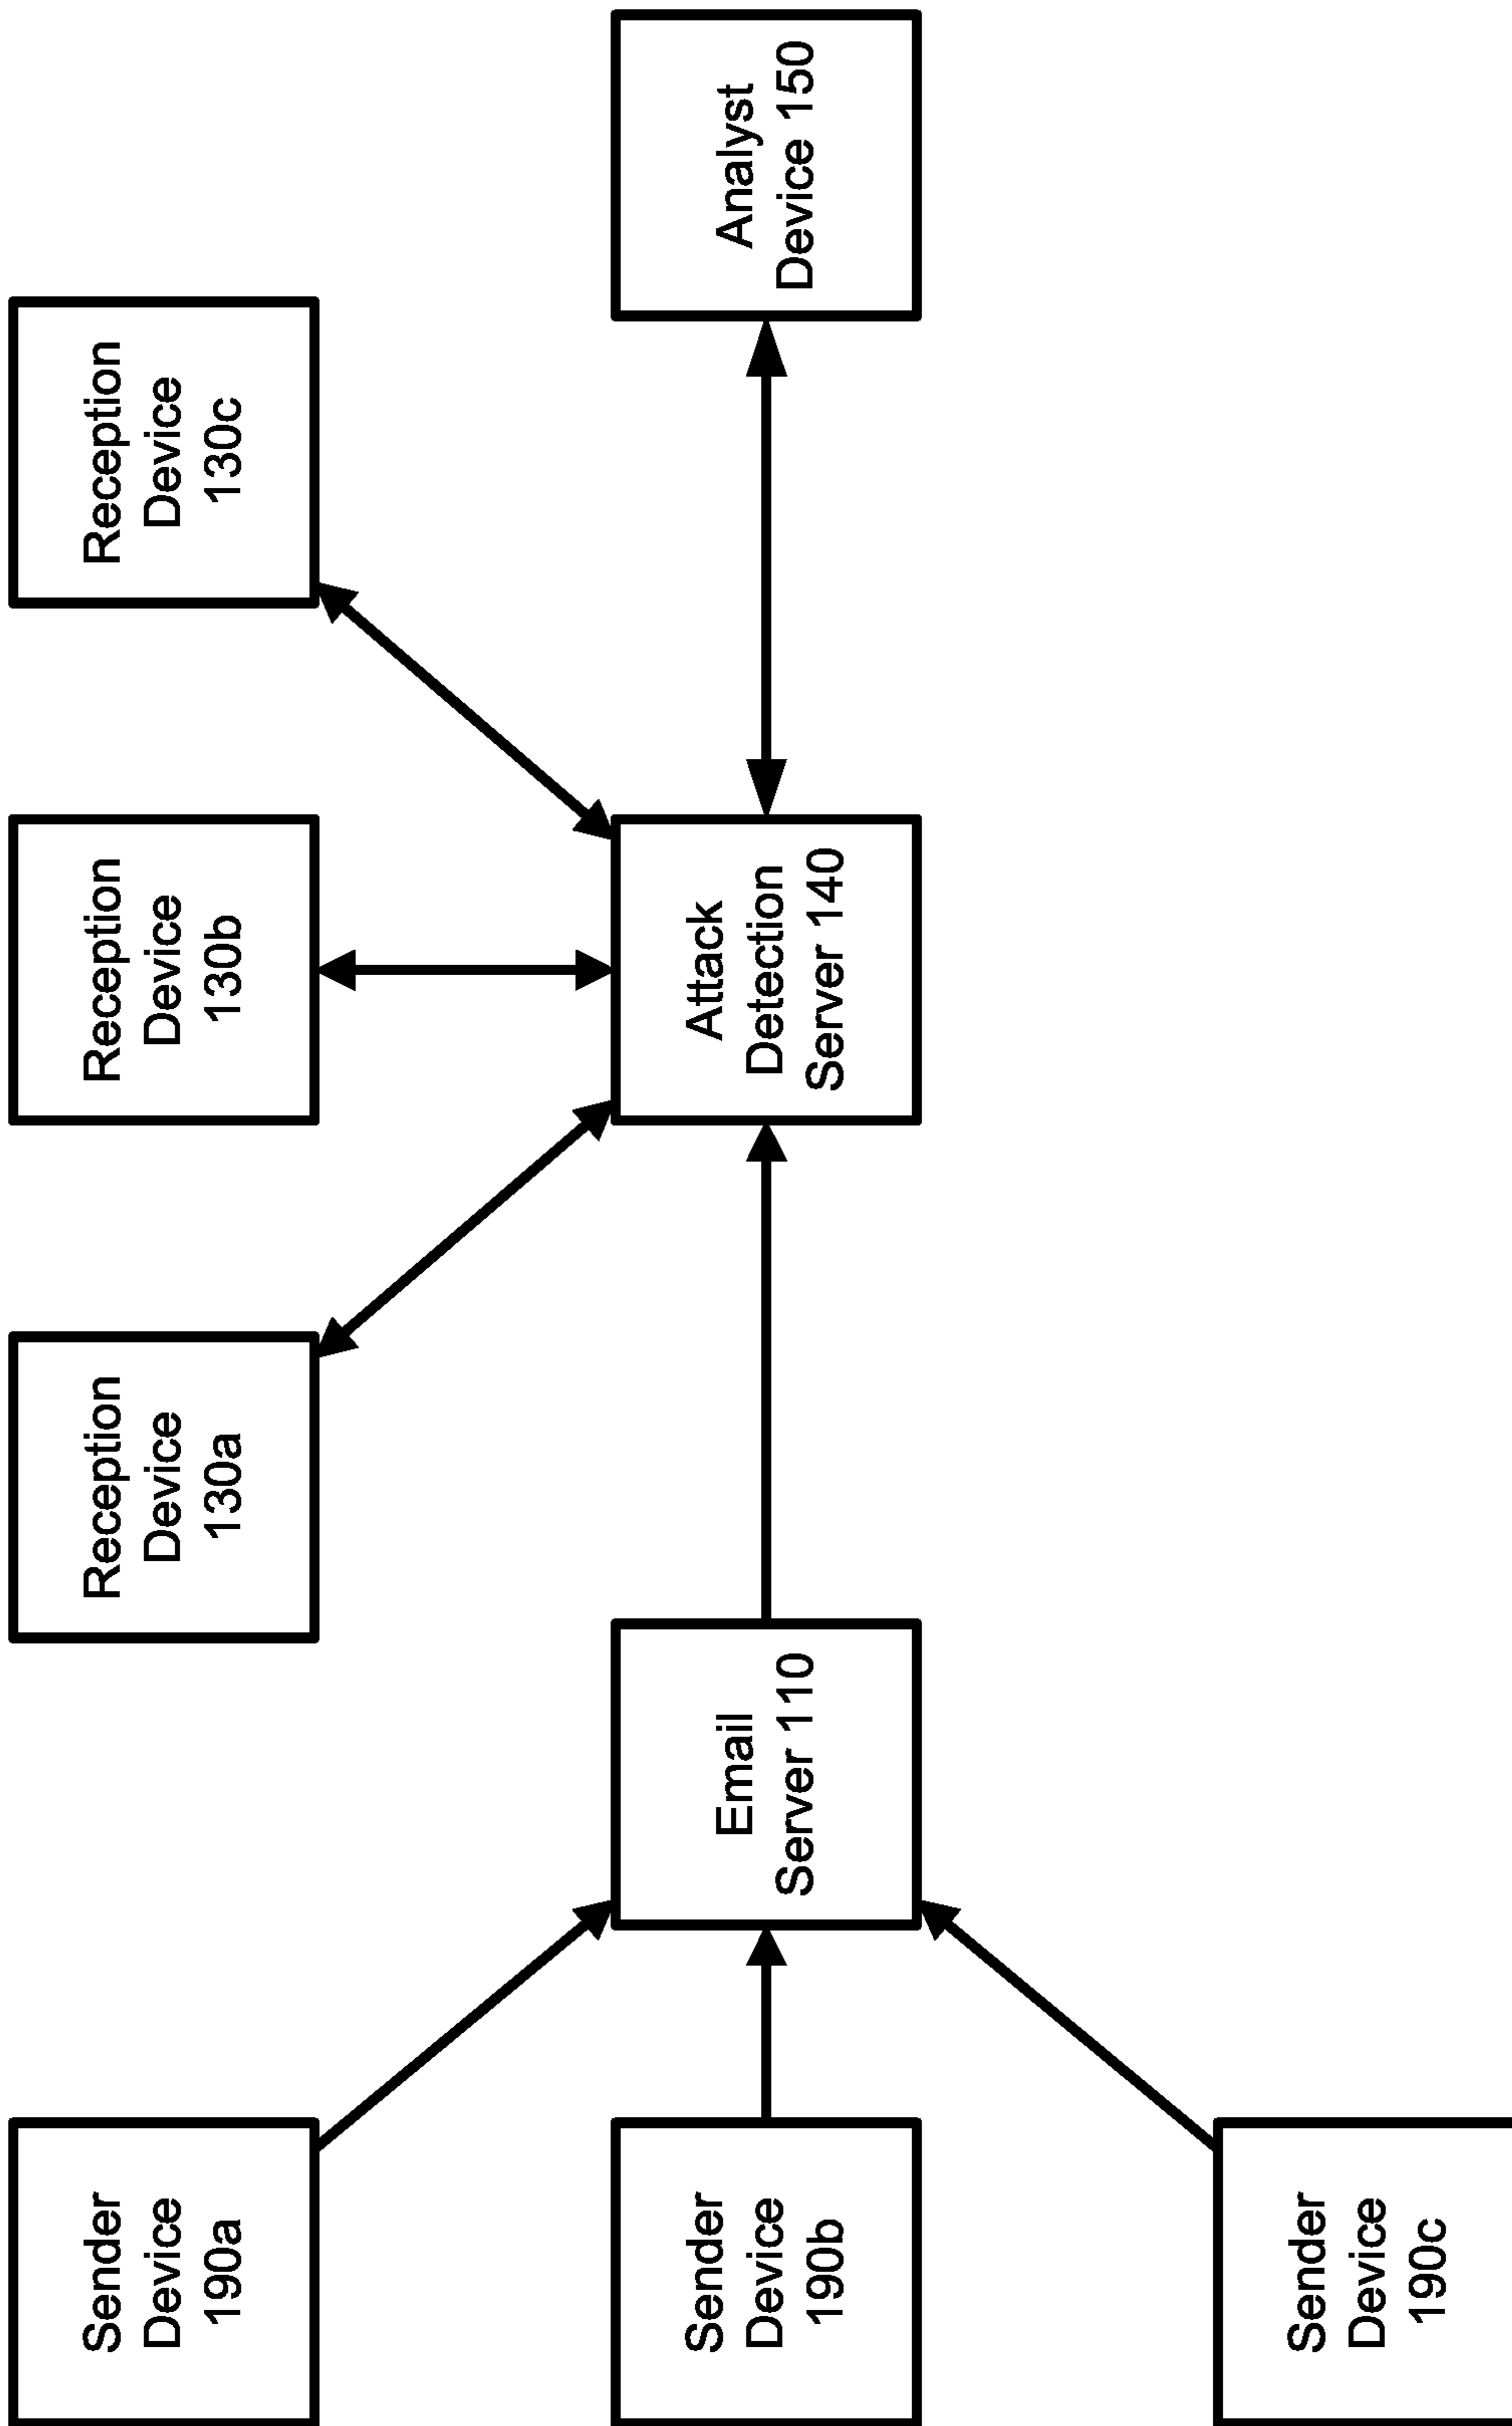 Sender
Device
190a
Sender
Device
190b
Sender
Device
190c
Email
Server 110
Reception
Device
130a
Reception
Device
130b
Reception
Device
130c
Attack
Detection
Server 140
Analyst
Device 150